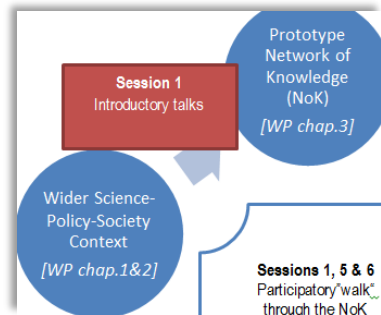 Prototype
Network of
Knowledge
(NoK)
[WP chap.3]
Session 1
Introductory talks
Wider Science-
Policy-Society
Context
[WP chap.1&2]
Sessions 1, 5 & 6
Participatory"walk"
through the NoK